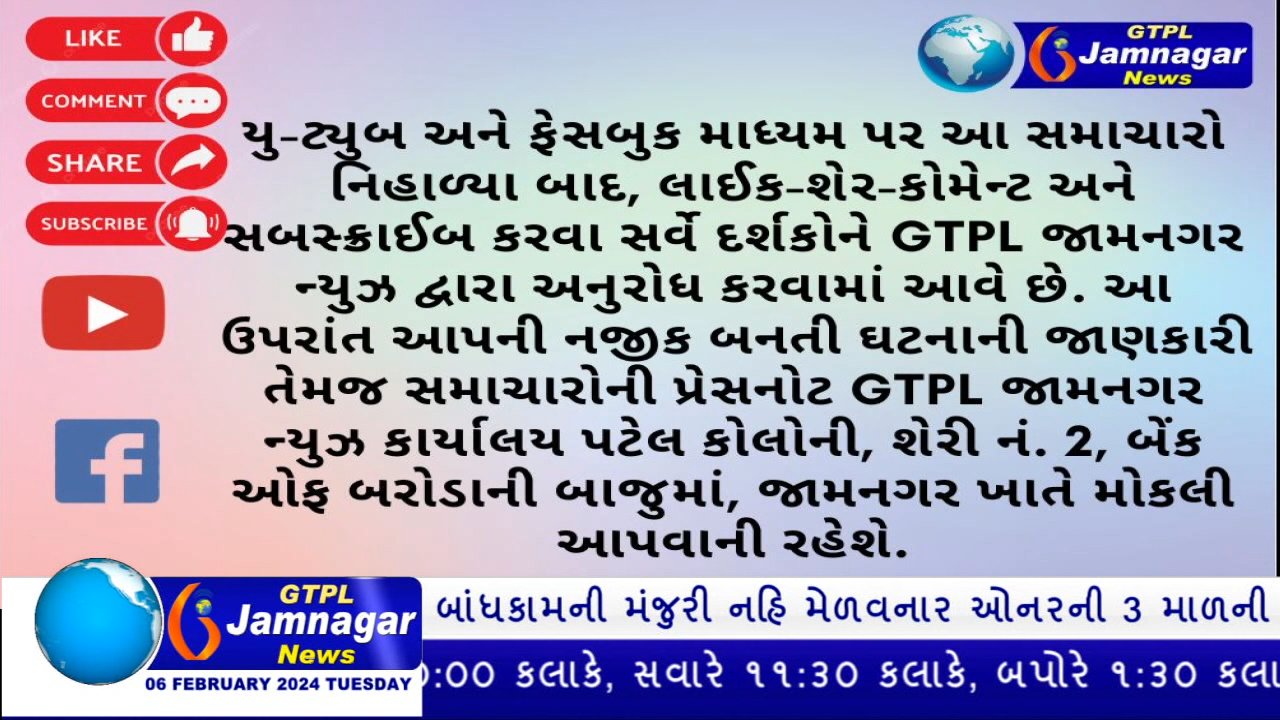 LIKE
COMMENT
SHARE
SUBSCRIBE
GTPL
Jamnagar
News
યુ-ટ્યુબ અને ફેસબુક માધ્યમ પર આ સમાચારો
નિહાળ્યા બાદ, લાઈક-શેર-કોમેન્ટ અને
સબસ્ક્રાઈબ કરવા સર્વે દર્શકોને GTPL જામનગર
ન્યુઝ દ્વારા અનુરોધ કરવામાં આવે છે. આ
ઉપરાંત આપની નજીક બનતી ઘટનાની જાણકારી
તેમજ સમાચારોની પ્રેસનોટ GTPL જામનગર
ન્યુઝ કાર્યાલય પટેલ કોલોની, શેરી નં. 2, બેંક
ઓફ બરોડાની બાજુમાં, જામનગર ખાતે મોકલી
આપવાની રહેશે.
GTPL
Jamnagar
News
06 FEBRUARY 2024 TUESDAY
બાંધકામની મંજુરી નહિ મેળવનાર ઓનરની 3 માળની
:00 કલાકે, સવારે ૧૧:30 કલાકે, બપોરે ૧:30